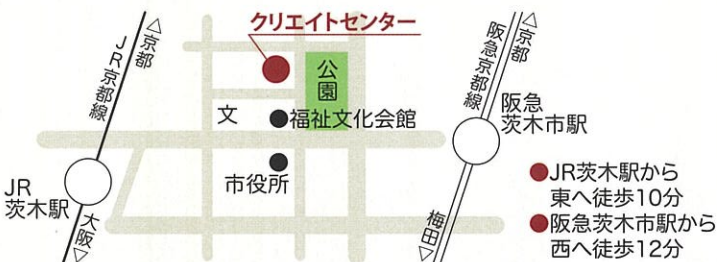 クリエイトセンター
△京都
JR京都線
公園
文
福祉文化会館
市役所
JR
茨木駅
大阪▽
△京都
阪急京都線
阪急
茨木市駅
梅田▽
●JR茨木駅から
東へ徒歩10分
●阪急茨木市駅から
西へ徒歩12分